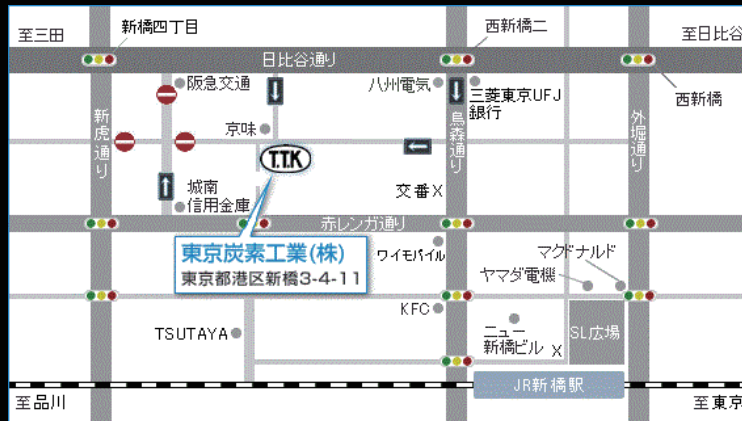 新橋四丁目
西新橋二
至三田
至日比谷
日比谷通り
阪急交通
八州電気
三菱東京UFJ
銀行
西新橋
新虎通り
京味
烏森通り
外堀通り
T.T.K
城南
信用金庫
交番X
赤レンガ通り
東京炭素工業(株)
東京都港区新橋3-4-11
ワイモバイル
マクドナルド
ヤマダ電機
KFC
TSUTAYA
ニュー
新橋ビル X
SL広場
JR新橋駅
至品川
至東京